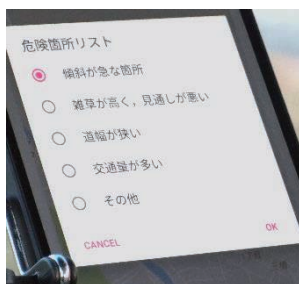 危険箇所リスト
傾斜が急な箇所
雑草が高く，見通しが悪い
道幅が狭い
交通量が多い
その他
CANCEL
OK